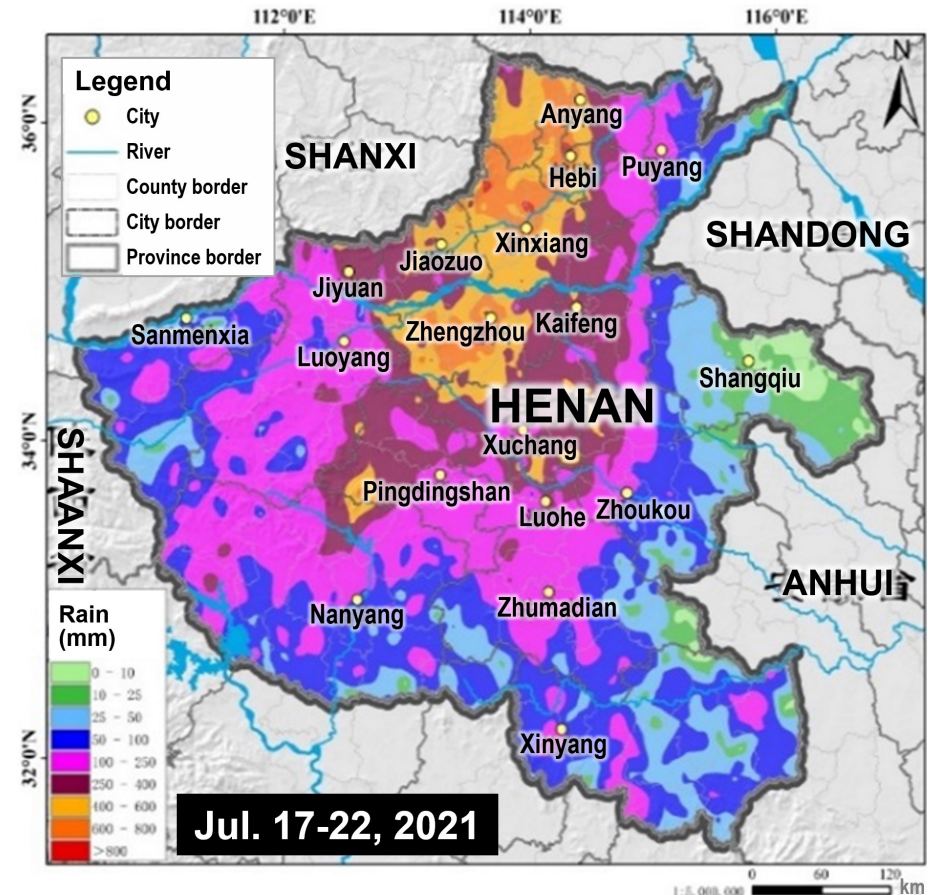 112°0'E 114°0'E 116°0'E
N
Legend
City
River
County border
City border
Province border
36°0'N
34°0'N
32°0'N
SHANXI
SHANDONG
HENAN
SHAANXI
ANHUI
Anyang
Hebi
Puyang
Xinxiang
Jiaozuo
Jiyuan
Sanmenxia
Zhengzhou
Kaifeng
Luoyang
Shangqiu
Xuchang
Pingdingshan
Luohe
Zhoukou
Nanyang
Zhumadian
Xinyang
Rain
(mm)
0 - 10
10 - 25
25 - 50
50 - 100
100 - 250
250 - 400
400 - 600
600 - 800
>800
Jul. 17-22, 2021
0 60 120
km